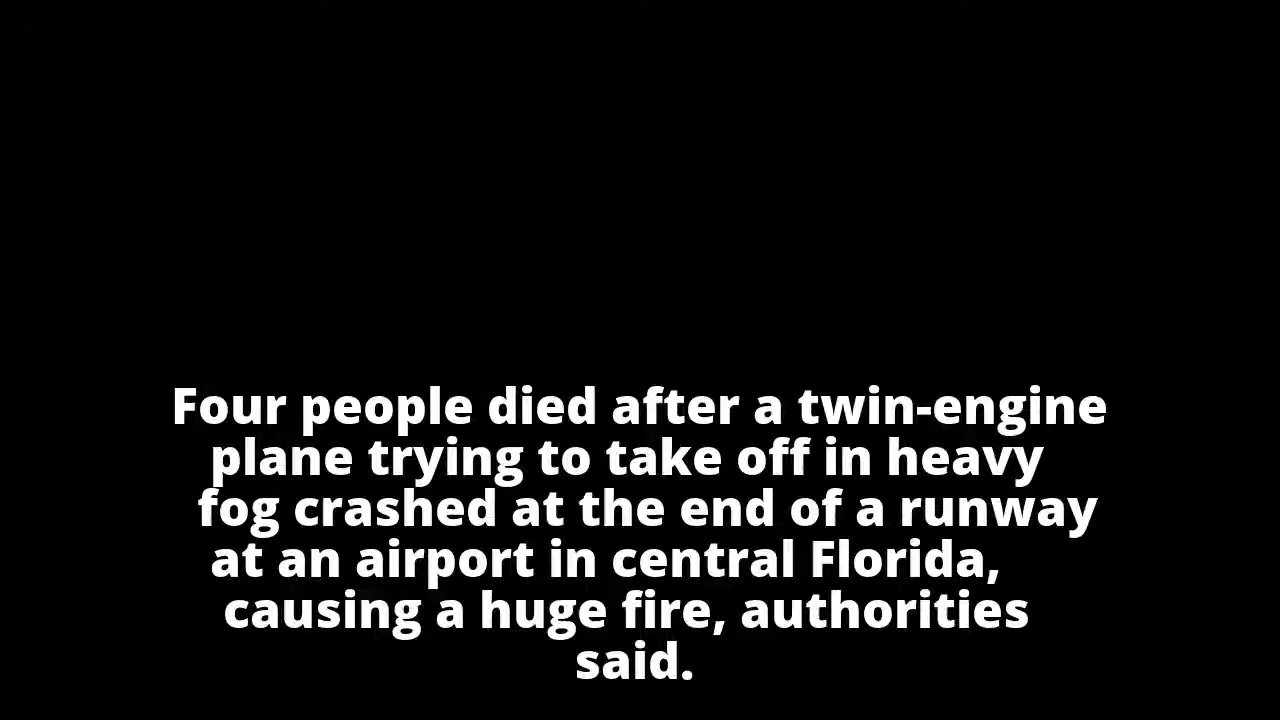 Four people died after a twin-engine
plane trying to take off in heavy
fog crashed at the end of a runway
at an airport in central Florida,
causing a huge fire, authorities
said.